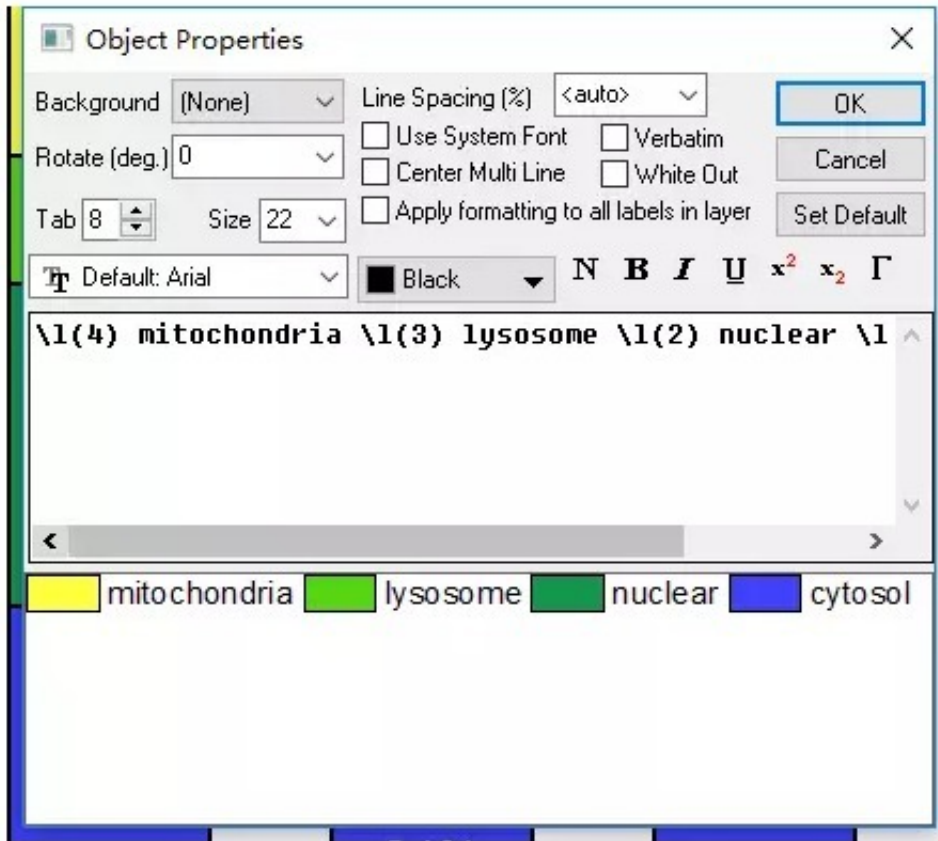 Object Properties
Background (None) Line Spacing (%) <auto> OK
Use System Font Verbatim
Rotate (deg.) 0 Center Multi Line White Out Cancel
Tab 8 Size 22 Apply formatting to all labels in layer Set Default
Default: Arial Black N B I U x² x₂ Γ
\l(4) mitochondria \l(3) lysosome \l(2) nuclear \l
mitochondria lysosome nuclear cytosol